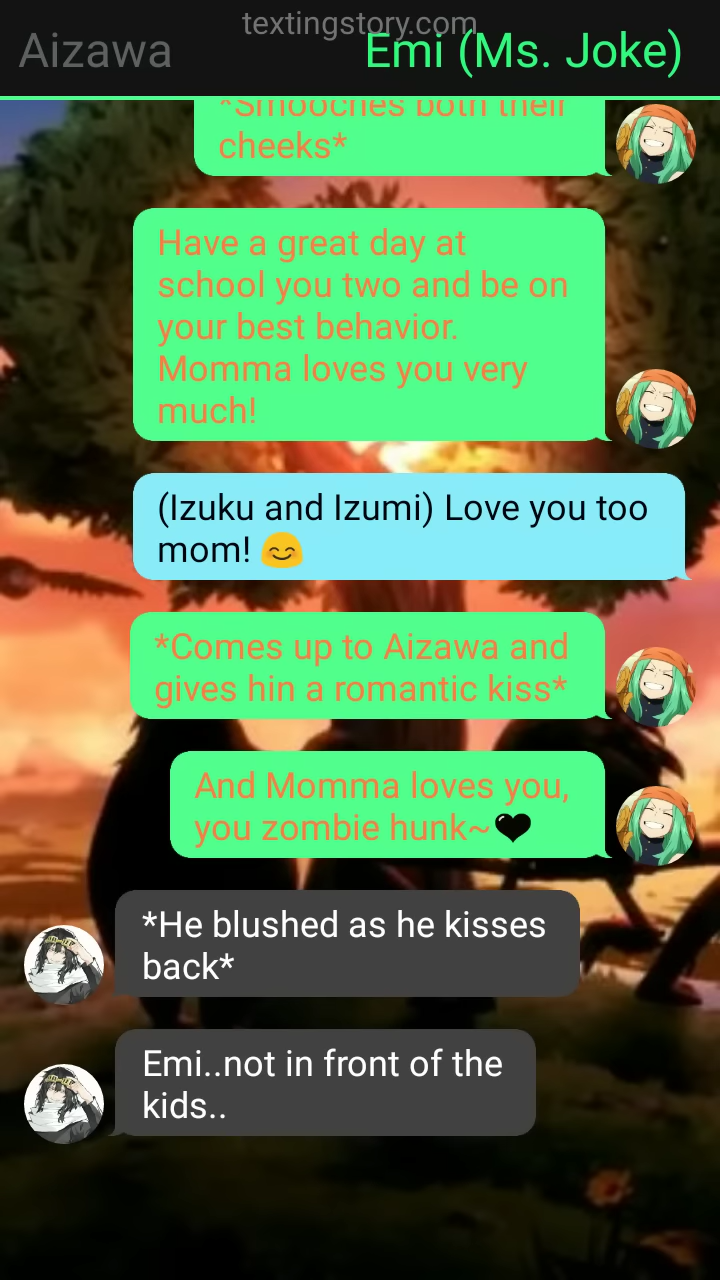 textingstory.com
Aizawa
Emi (Ms. Joke)
*Smooches both their
cheeks*
Have a great day at
school you two and be on
your best behavior.
Momma loves you very
much!
(Izuku and Izumi) Love you too
mom! 😊
*Comes up to Aizawa and
gives hin a romantic kiss*
And Momma loves you,
you zombie hunk~🖤
*He blushed as he kisses
back*
Emi..not in front of the
kids..